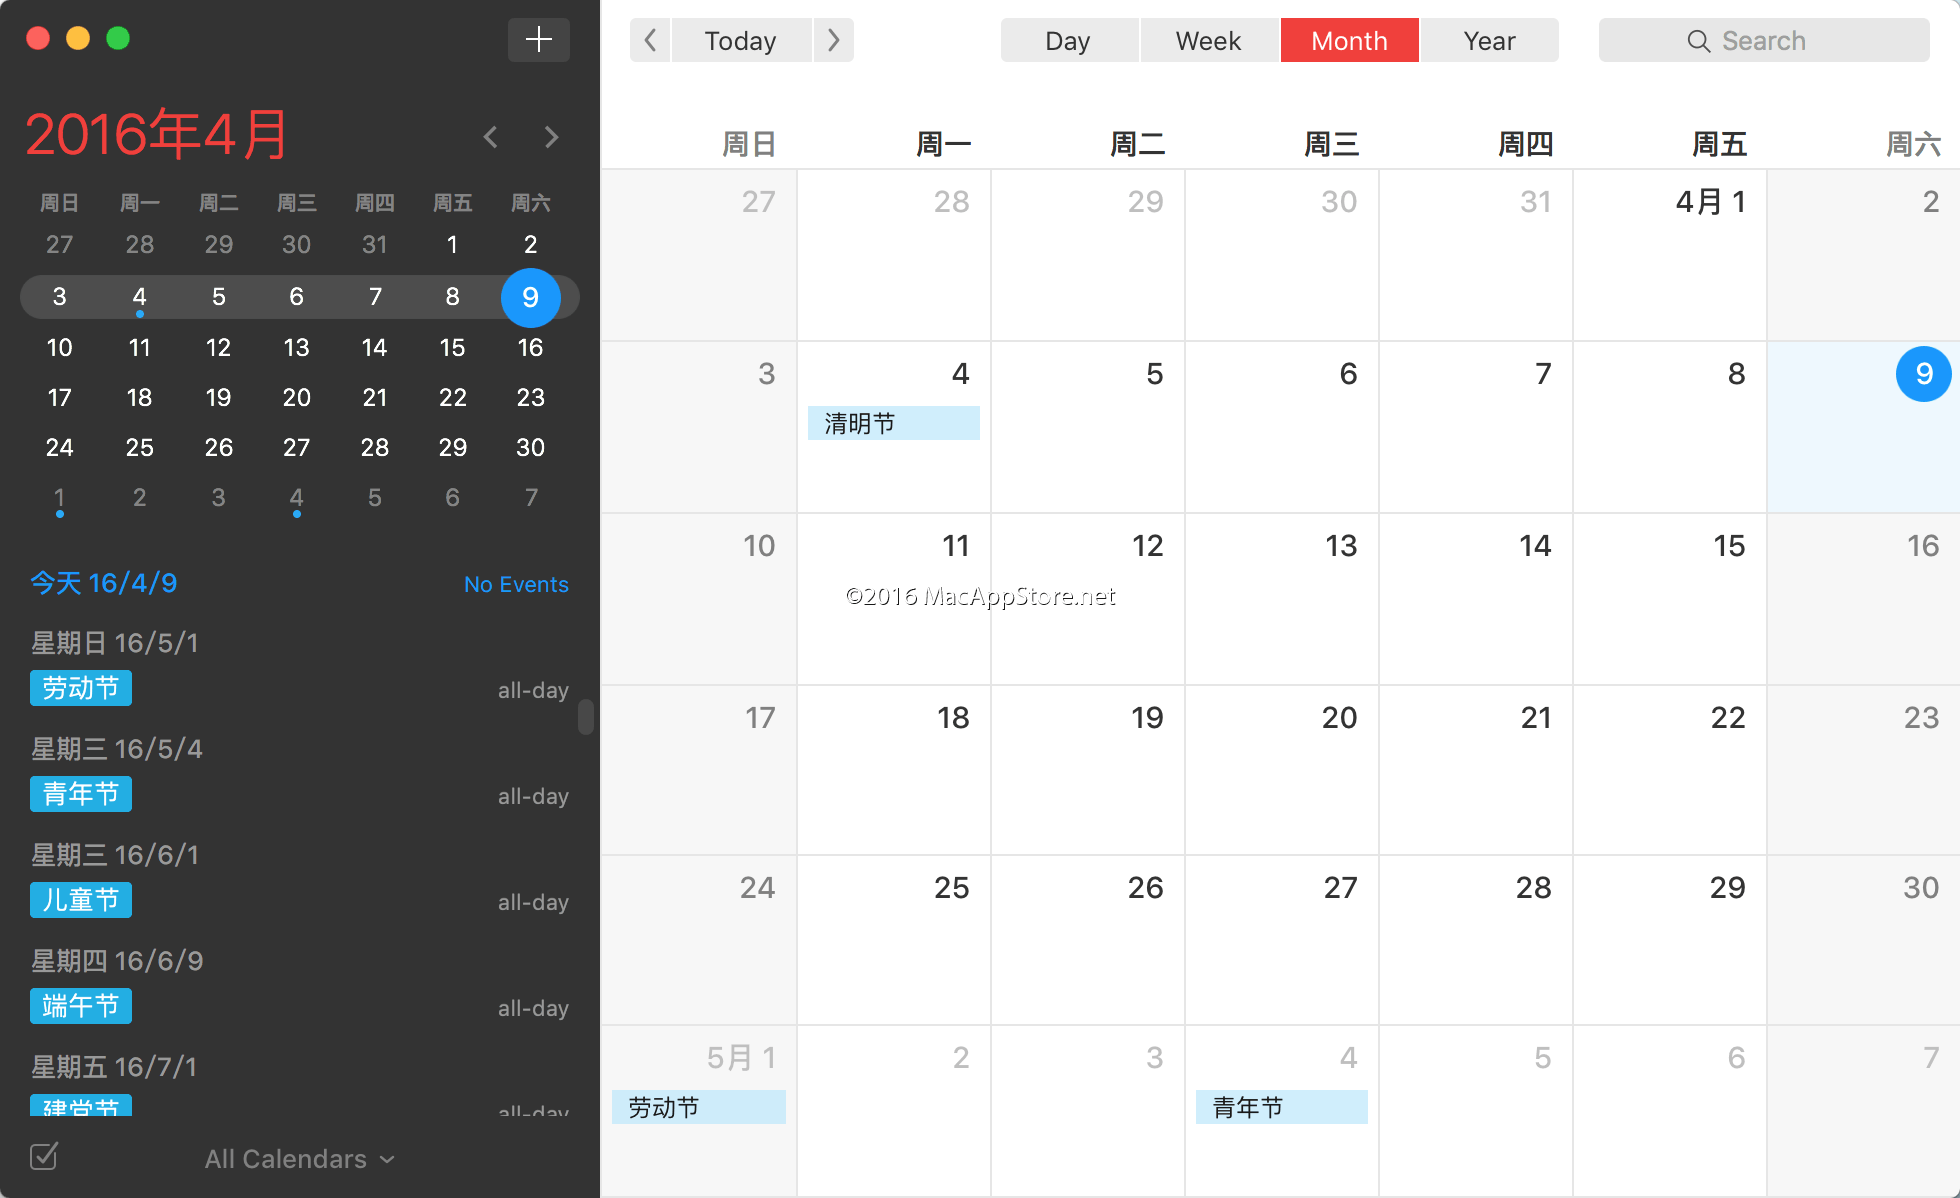 2016年4月
周日 周一 周二 周三 周四 周五 周六
27 28 29 30 31 1 2
3 4 5 6 7 8 9
10 11 12 13 14 15 16
17 18 19 20 21 22 23
24 25 26 27 28 29 30
1 2 3 4 5 6 7
今天 16/4/9 No Events
星期日 16/5/1
劳动节 all-day
星期三 16/5/4
青年节 all-day
星期三 16/6/1
儿童节 all-day
星期四 16/6/9
端午节 all-day
星期五 16/7/1
建党节 all-day
All Calendars
Today Day Week Month Year Search
周日 周一 周二 周三 周四 周五 周六
27 28 29 30 31 4月 1 2
3 4 5 6 7 8 9
清明节
10 11 12 13 14 15 16
©2016 MacAppStore.net
17 18 19 20 21 22 23
24 25 26 27 28 29 30
5月 1 2 3 4 5 6 7
劳动节 青年节